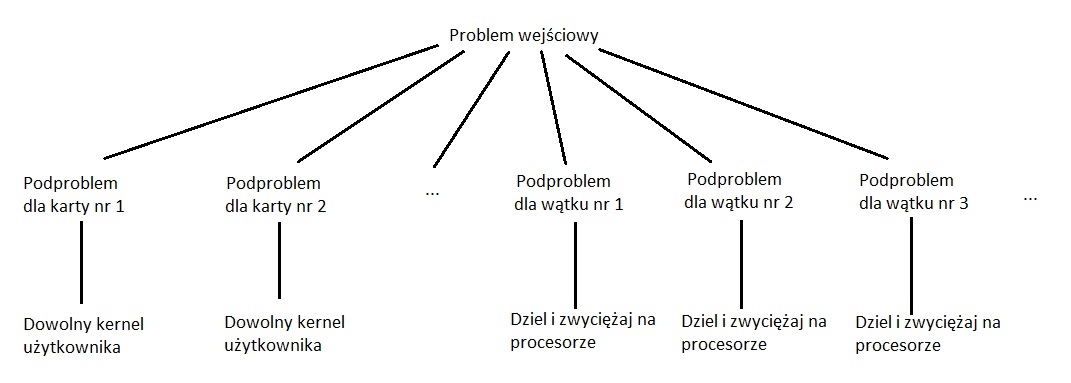 Problem wejściowy
Podproblem
dla karty nr 1
Podproblem
dla karty nr 2
...
Podproblem
dla wątku nr 1
Podproblem
dla wątku nr 2
Podproblem
dla wątku nr 3
...
Dowolny kernel
użytkownika
Dowolny kernel
użytkownika
Dziel i zwyciężaj na
procesorze
Dziel i zwyciężaj na
procesorze
Dziel i zwyciężaj na
procesorze